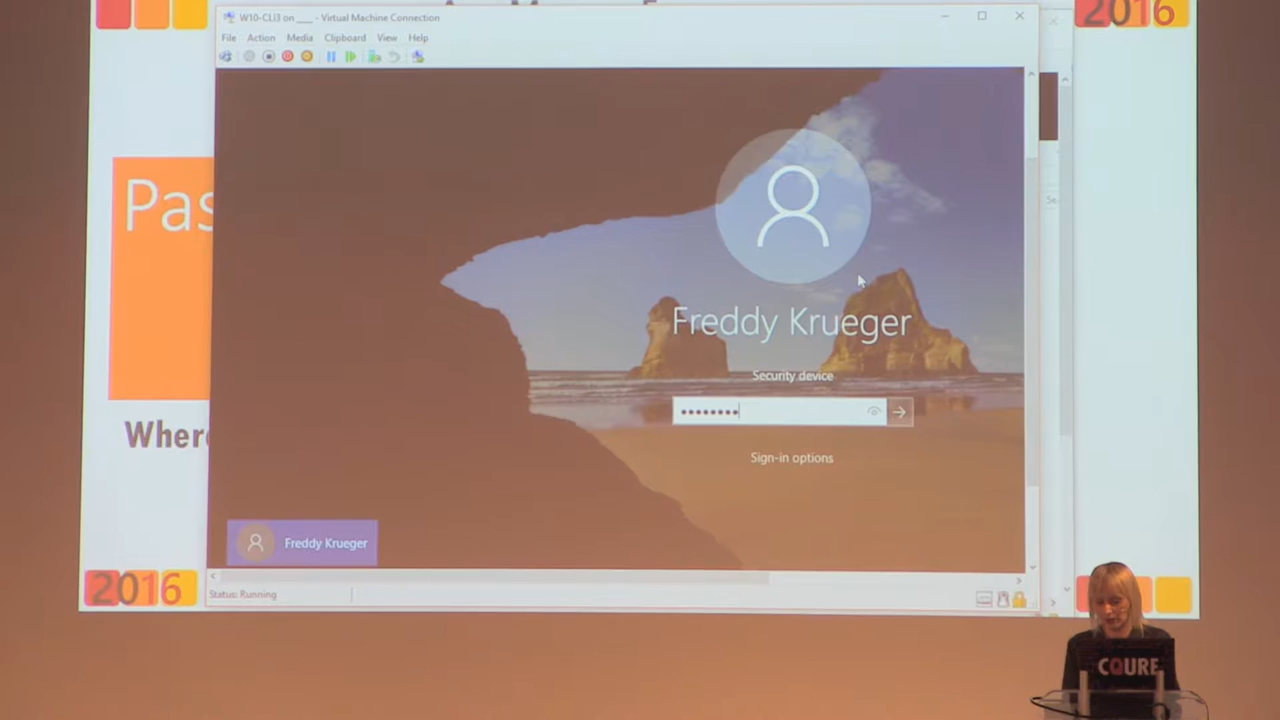 2016
W10-CLI3 on ___ - Virtual Machine Connection
File Action Media Clipboard View Help
Pas
Se
Freddy Krueger
Security device
Sign-in options
Where
Freddy Krueger
2016
Status: Running
CQURE